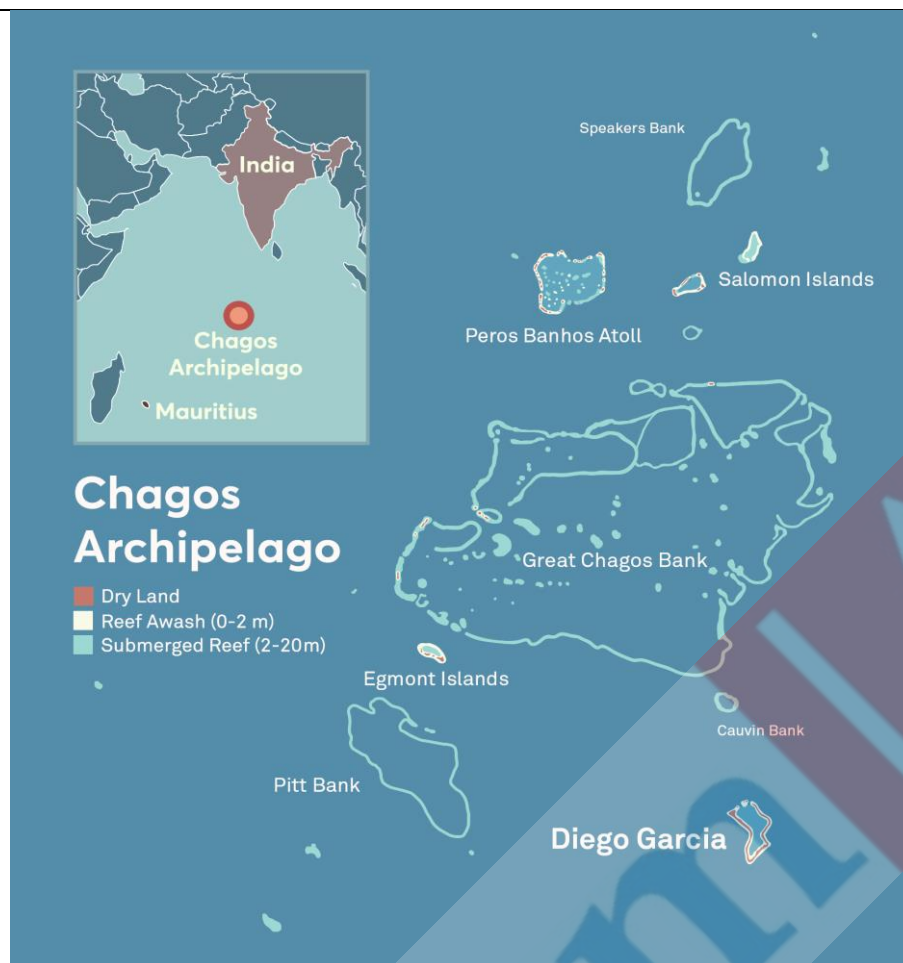 India
Chagos
Archipelago
Mauritius
Chagos
Archipelago
Dry Land
Reef Awash (0-2 m)
Submerged Reef (2-20m)
Speakers Bank
Salomon Islands
Peros Banhos Atoll
Great Chagos Bank
Egmont Islands
Cauvin Bank
Pitt Bank
Diego Garcia